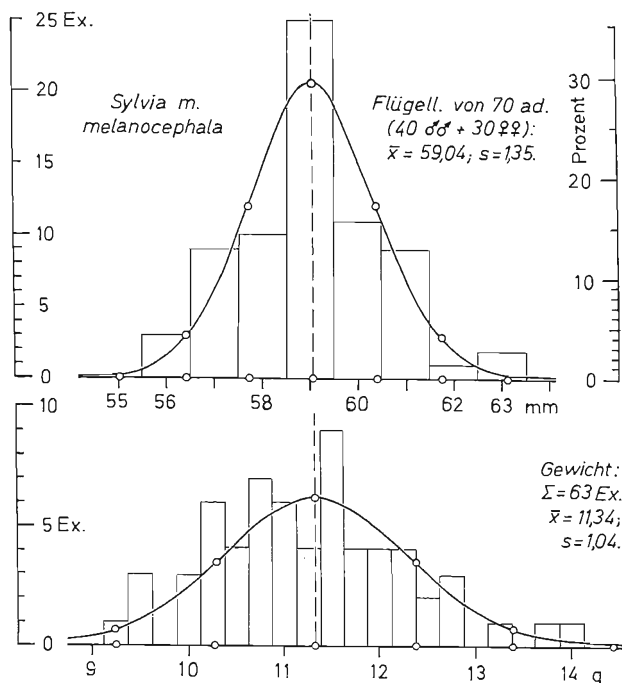 25 Ex.
20
15
10
5
0
Sylvia m.
melanocephala
Flügell. von 70 ad.
(40 ♂♂ + 30 ♀♀):
x̄ = 59,04; s = 1,35.
Prozent
30
20
10
0
55 56 58 60 62 63 mm
10
5 Ex.
0
Gewicht:
Σ = 63 Ex.
x̄ = 11,34;
s = 1,04.
9 10 11 12 13 14 g